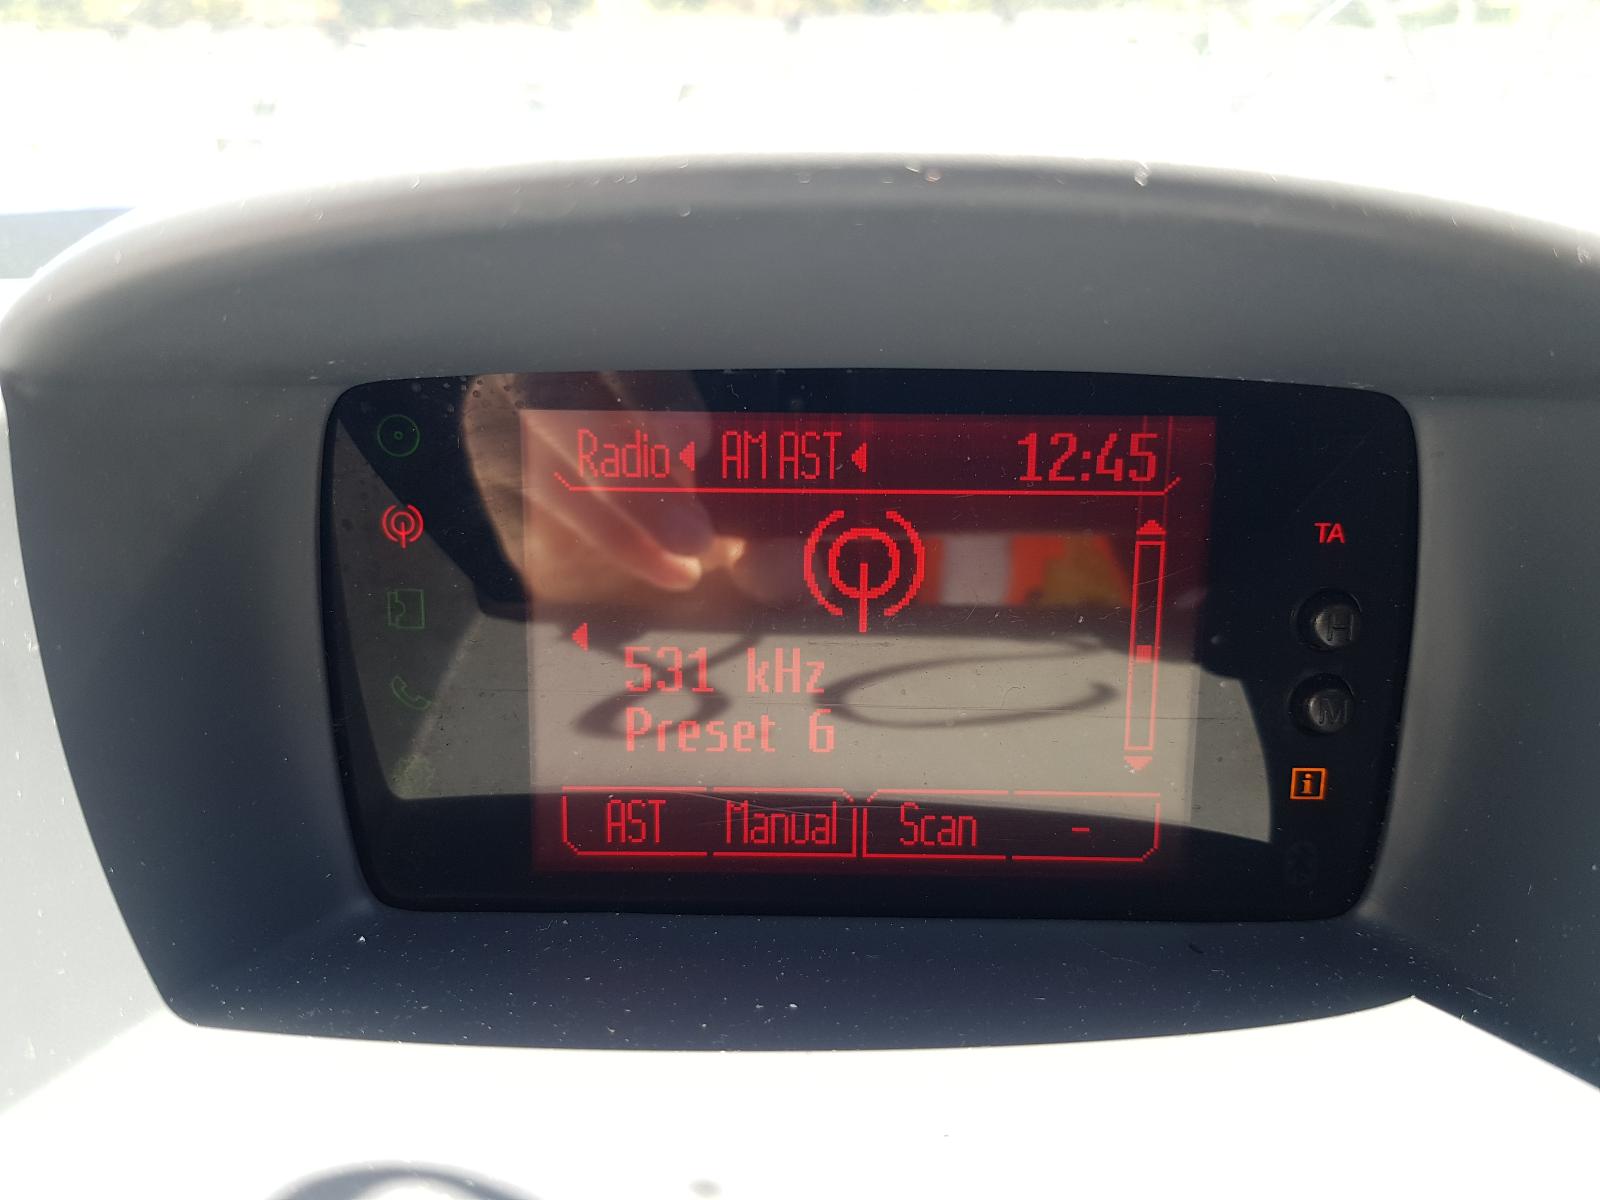 Radio AM AST 12:45
TA
H
531 kHz
M
Preset 6
i
AST Manual Scan -